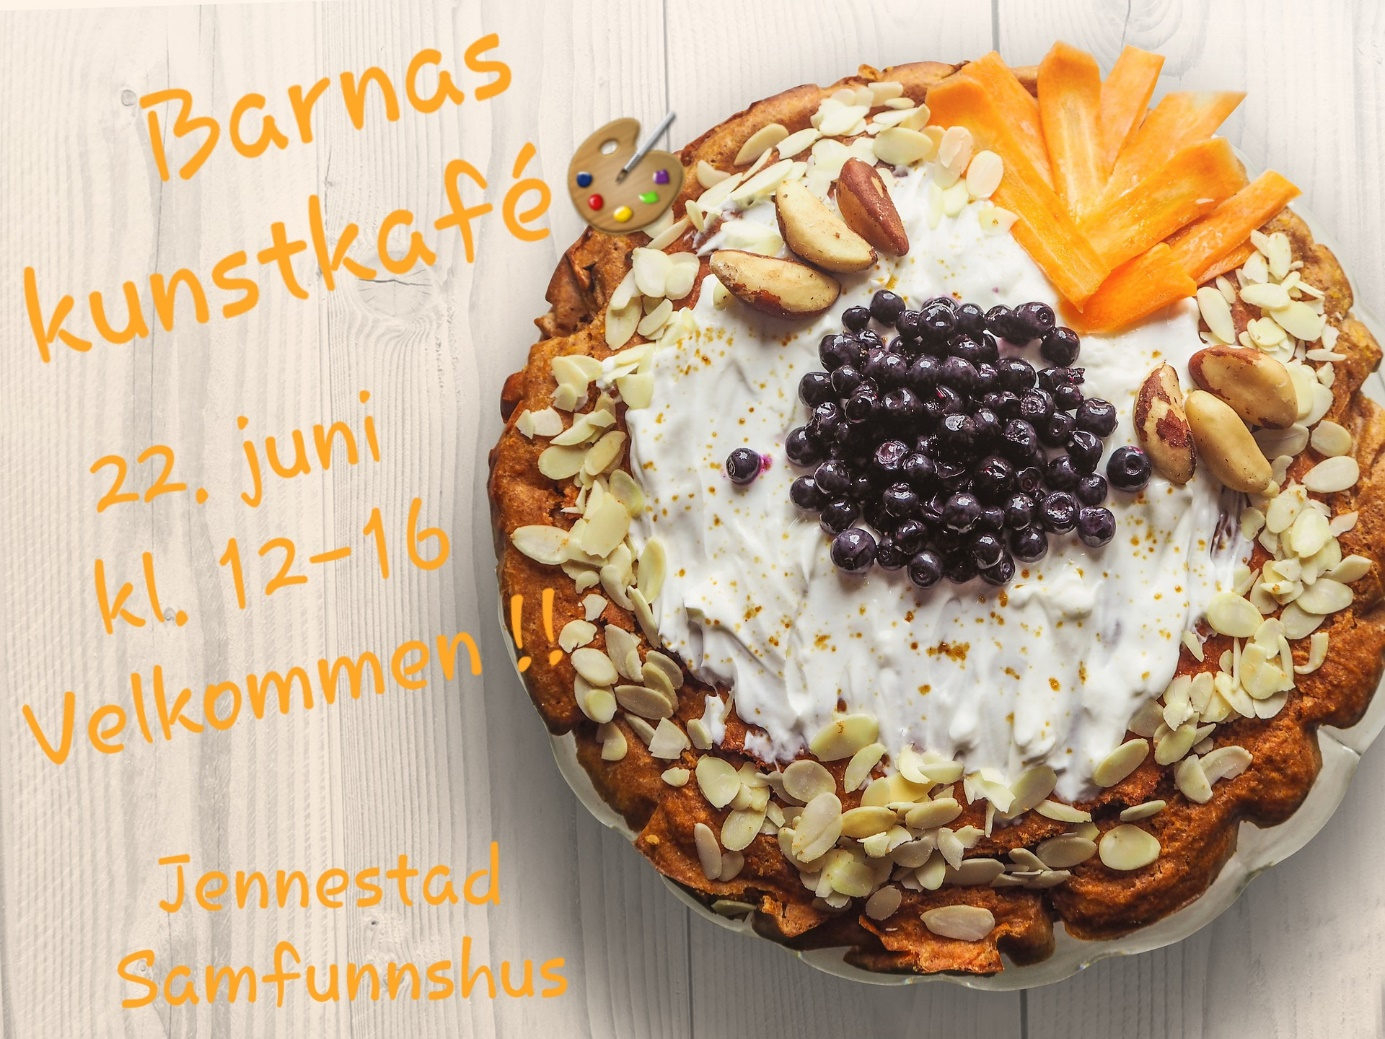 Barnas
kunstkafé
22. juni
kl. 12-16
Velkommen !!
Jennestad
Samfunnshus